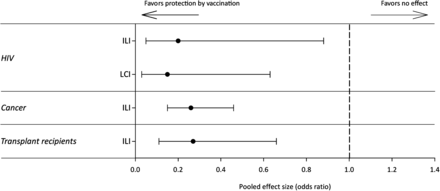 Favors protection by vaccination
Favors no effect
HIV
ILI
LCI
Cancer
ILI
Transplant recipients
ILI
0.0 0.2 0.4 0.6 0.8 1.0 1.2 1.4
Pooled effect size (odds ratio)